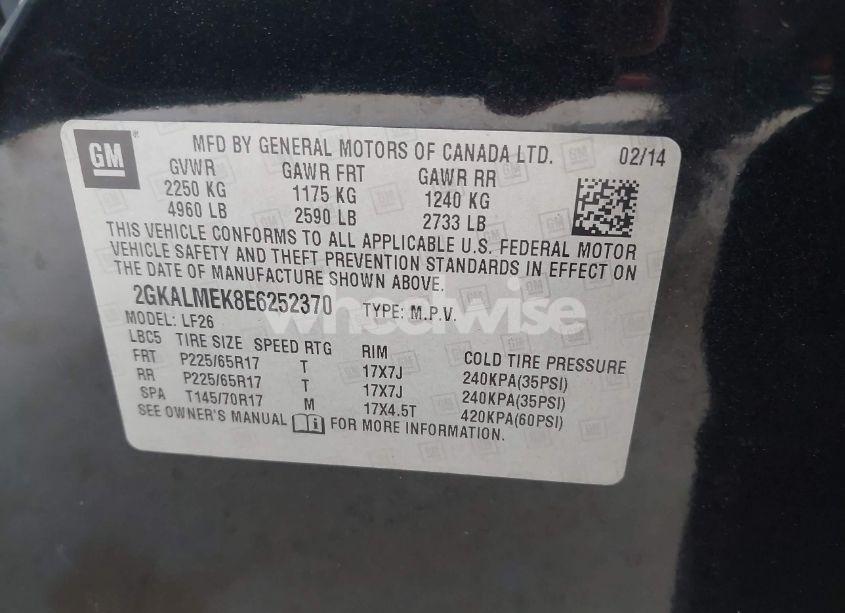 GM
MFD BY GENERAL MOTORS OF CANADA LTD. 02/14
GVWR GAWR FRT GAWR RR
2250 KG 1175 KG 1240 KG
4960 LB 2590 LB 2733 LB
THIS VEHICLE CONFORMS TO ALL APPLICABLE U.S. FEDERAL MOTOR
VEHICLE SAFETY AND THEFT PREVENTION STANDARDS IN EFFECT ON
THE DATE OF MANUFACTURE SHOWN ABOVE.
2GKALMEK8E6252370 TYPE: M.P.V.
wheelwise
MODEL: LF26
LBC5 TIRE SIZE SPEED RTG RIM COLD TIRE PRESSURE
FRT P225/65R17 T 17X7J 240KPA(35PSI)
RR P225/65R17 T 17X7J 240KPA(35PSI)
SPA T145/70R17 M 17X4.5T 420KPA(60PSI)
SEE OWNER'S MANUAL i FOR MORE INFORMATION.